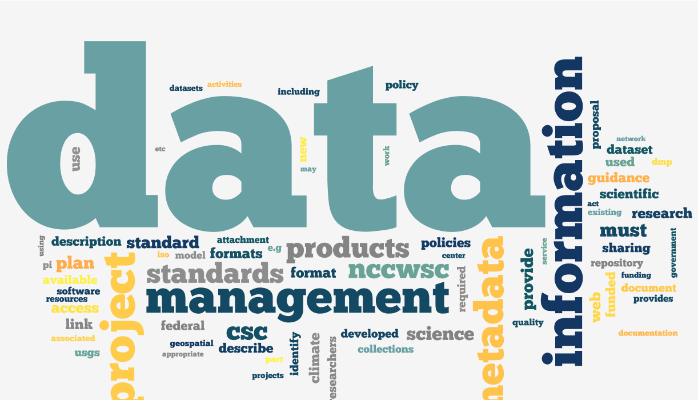 data
datasets
activities
including
policy
use
etc
new
may
work
information
proposal
network
dataset
used
dmp
guidance
scientific
act
existing
research
must
sharing
government
repository
funding
web
funded
document
provides
documentation
using
description
standard
attachment
e.g
products
policies
center
iso
model
formats
pi
plan
standards
format
nccwsc
available
software
resources
access
management
required
metadata
provide
service
quality
link
associated
usgs
project
federal
csc
geospatial
describe
appropriate
part
projects
identify
climate
researchers
developed
science
collections